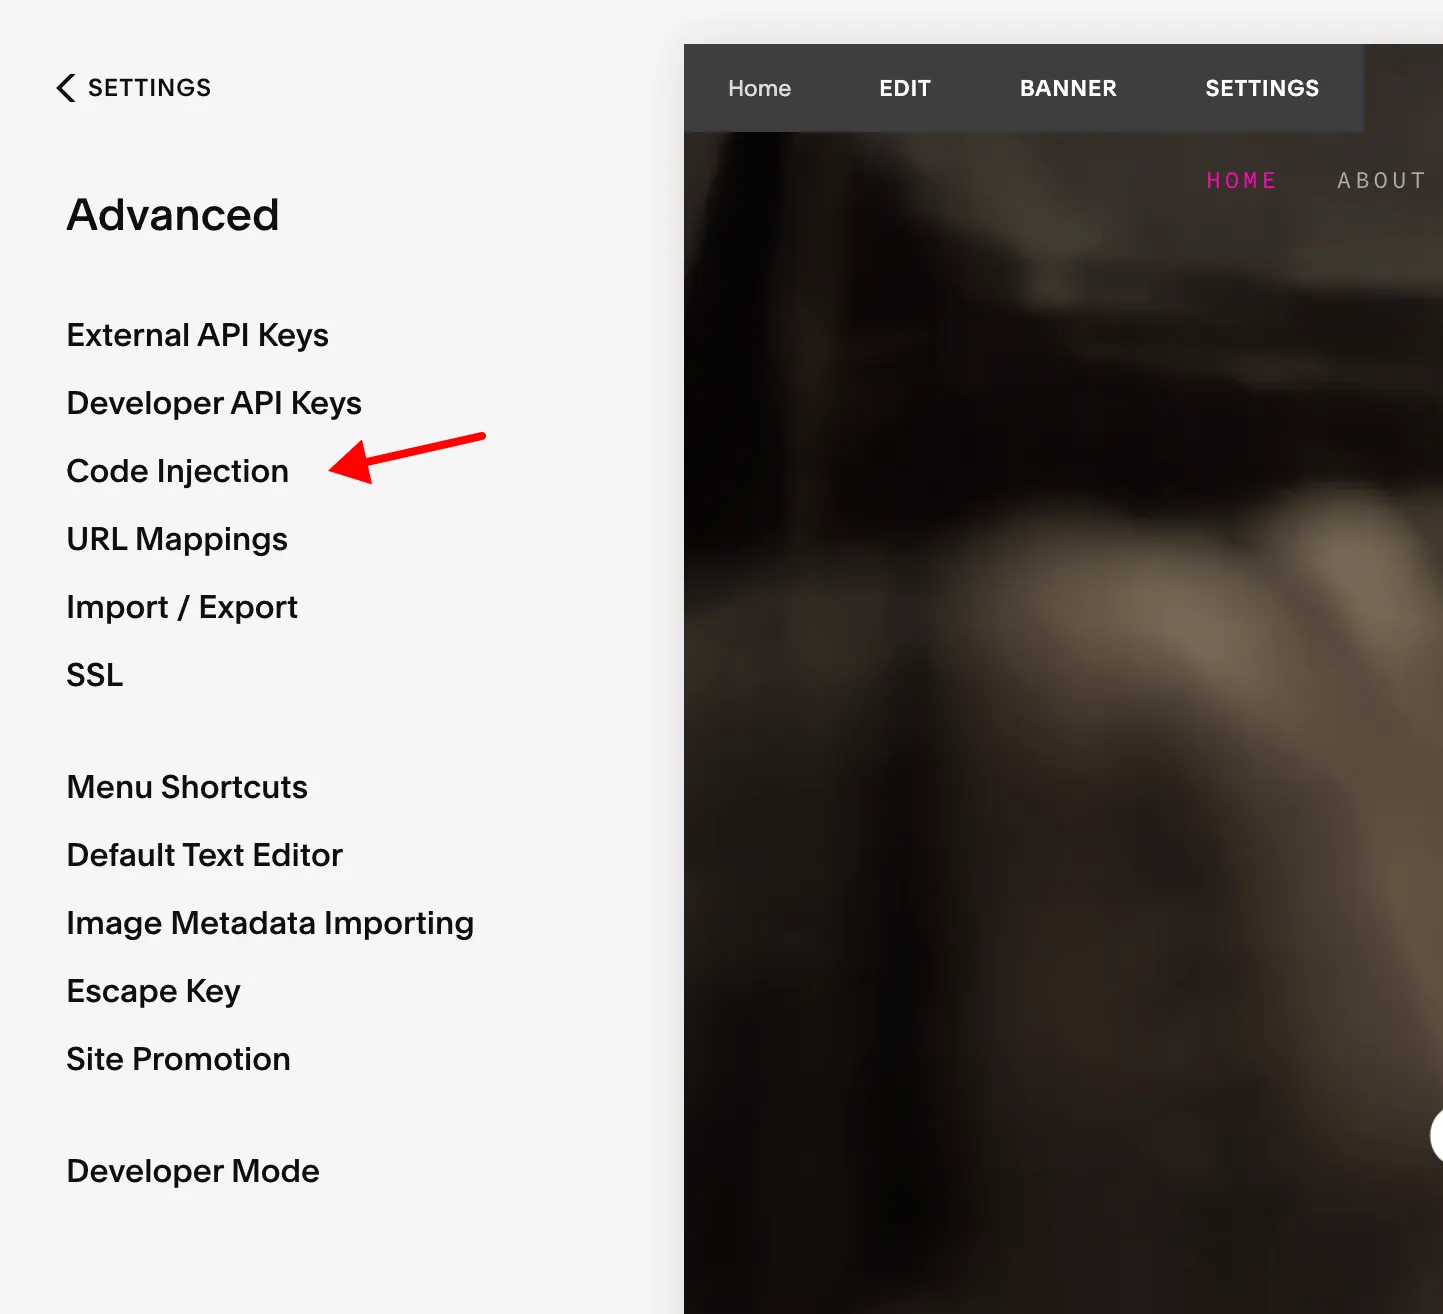 SETTINGS
Advanced
External API Keys
Developer API Keys
Code Injection
URL Mappings
Import / Export
SSL
Menu Shortcuts
Default Text Editor
Image Metadata Importing
Escape Key
Site Promotion
Developer Mode
Home EDIT BANNER SETTINGS
HOME ABOUT